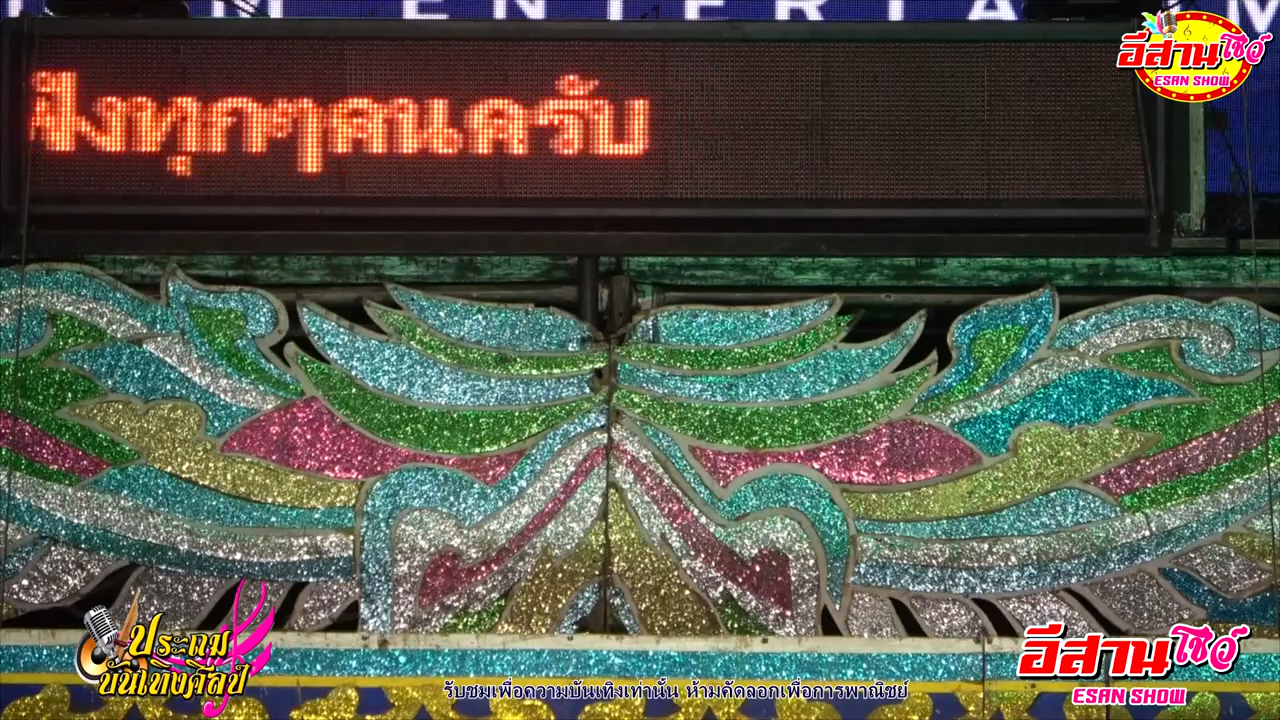 อีสานโชว์
ESAN SHOW
ฟังทุกๆคนครับ
ประถม
บันเทิงศิลป์
อีสานโชว์
ESAN SHOW
รับชมเพื่อความบันเทิงเท่านั้น ห้ามคัดลอกเพื่อการพาณิชย์